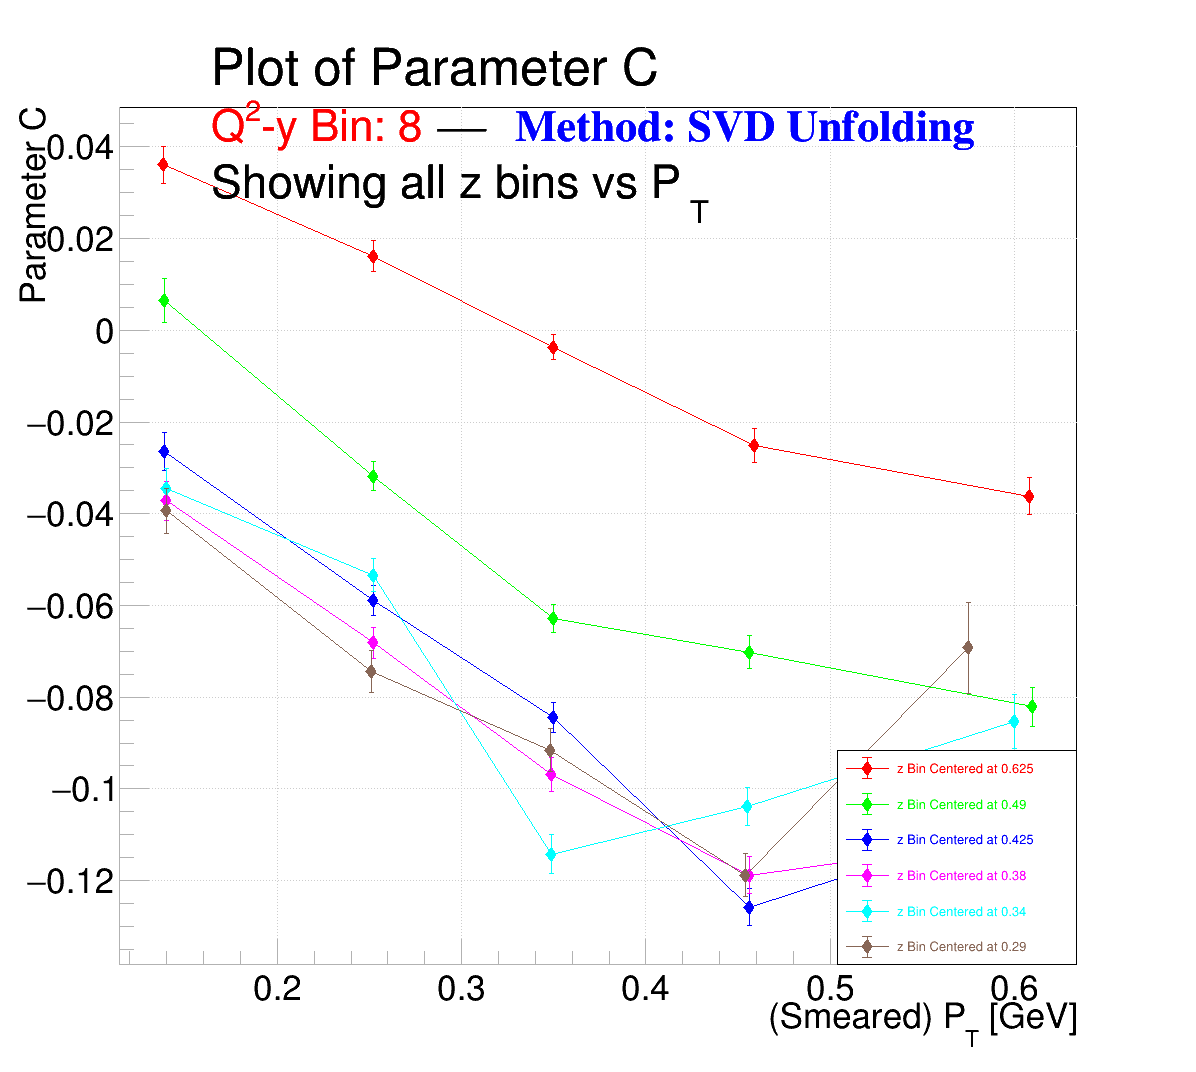 Plot of Parameter C
Q²-y Bin: 8 — Method: SVD Unfolding
Showing all z bins vs P_T
Parameter C
0.04
0.02
0
−0.02
−0.04
−0.06
−0.08
−0.1
−0.12
z Bin Centered at 0.625
z Bin Centered at 0.49
z Bin Centered at 0.425
z Bin Centered at 0.38
z Bin Centered at 0.34
z Bin Centered at 0.29
0.2 0.3 0.4 0.5 0.6
(Smeared) P_T [GeV]